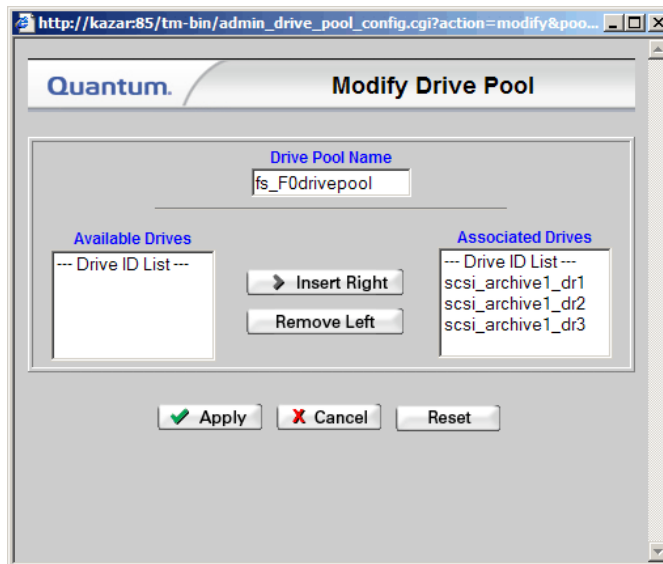 http://kazar:85/tm-bin/admin_drive_pool_config.cgi?action=modify&poo...
Quantum.
Modify Drive Pool
Drive Pool Name
fs_F0drivepool
Available Drives
--- Drive ID List ---
Insert Right
Remove Left
Associated Drives
--- Drive ID List ---
scsi_archive1_dr1
scsi_archive1_dr2
scsi_archive1_dr3
Apply
Cancel
Reset